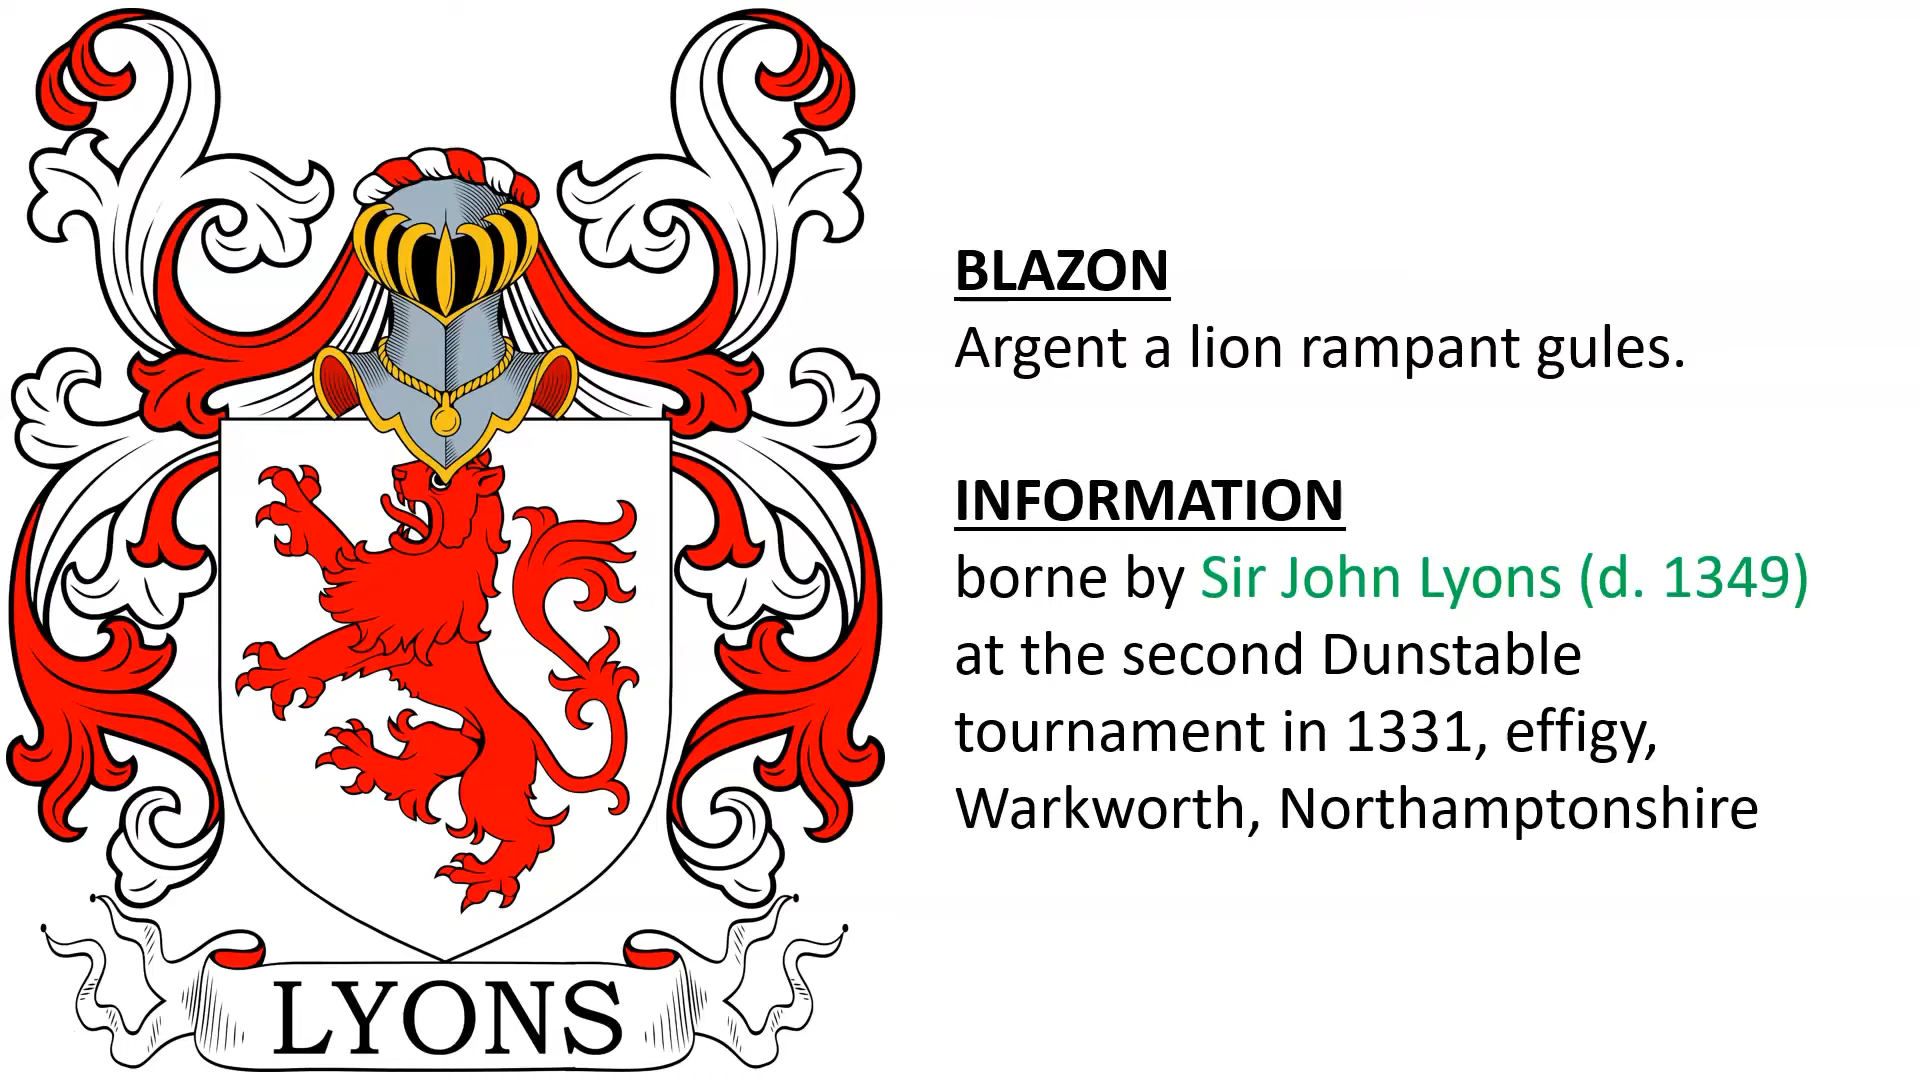 BLAZON
Argent a lion rampant gules.
INFORMATION
borne by Sir John Lyons (d. 1349)
at the second Dunstable
tournament in 1331, effigy,
Warkworth, Northamptonshire
LYONS